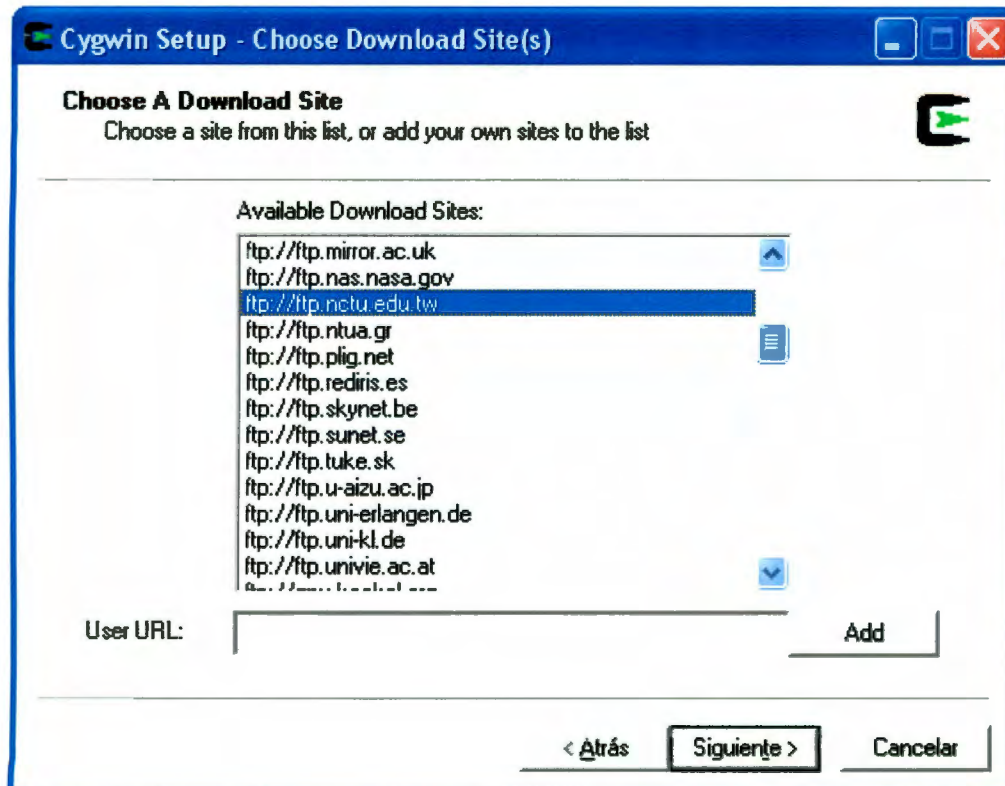 Cygwin Setup - Choose Download Site(s)
Choose A Download Site
Choose a site from this list, or add your own sites to the list
Available Download Sites:
ftp://ftp.mirror.ac.uk
ftp://ftp.nas.nasa.gov
ftp://ftp.nctu.edu.tw
ftp://ftp.ntua.gr
ftp://ftp.plig.net
ftp://ftp.rediris.es
ftp://ftp.skynet.be
ftp://ftp.sunet.se
ftp://ftp.tuke.sk
ftp://ftp.u-aizu.ac.jp
ftp://ftp.uni-erlangen.de
ftp://ftp.uni-kl.de
ftp://ftp.univie.ac.at
User URL:
Add
< Atrás
Siguiente >
Cancelar